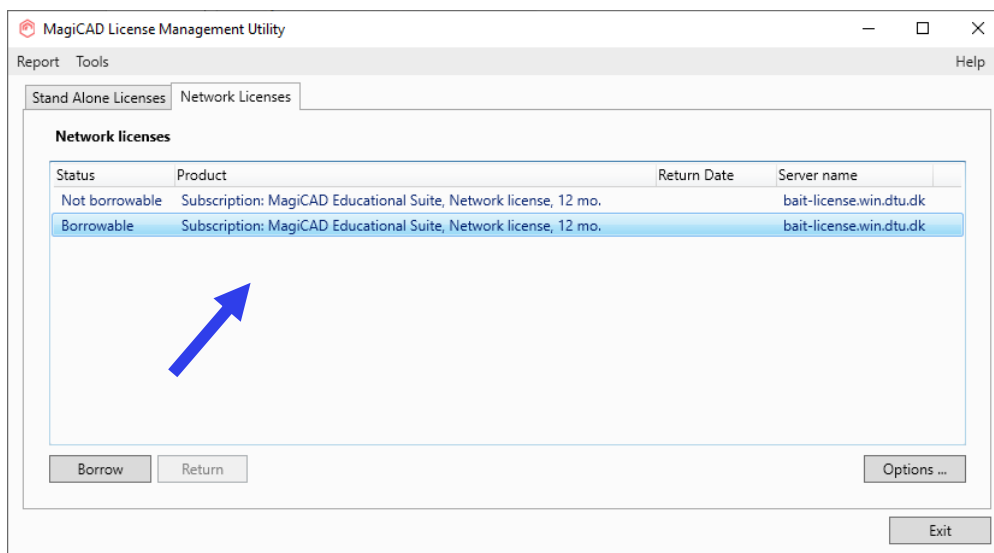 MagiCAD License Management Utility
Report Tools Help
Stand Alone Licenses Network Licenses
Network licenses
Status Product Return Date Server name
Not borrowable Subscription: MagiCAD Educational Suite, Network license, 12 mo. bait-license.win.dtu.dk
Borrowable Subscription: MagiCAD Educational Suite, Network license, 12 mo. bait-license.win.dtu.dk
Borrow Return Options ...
Exit